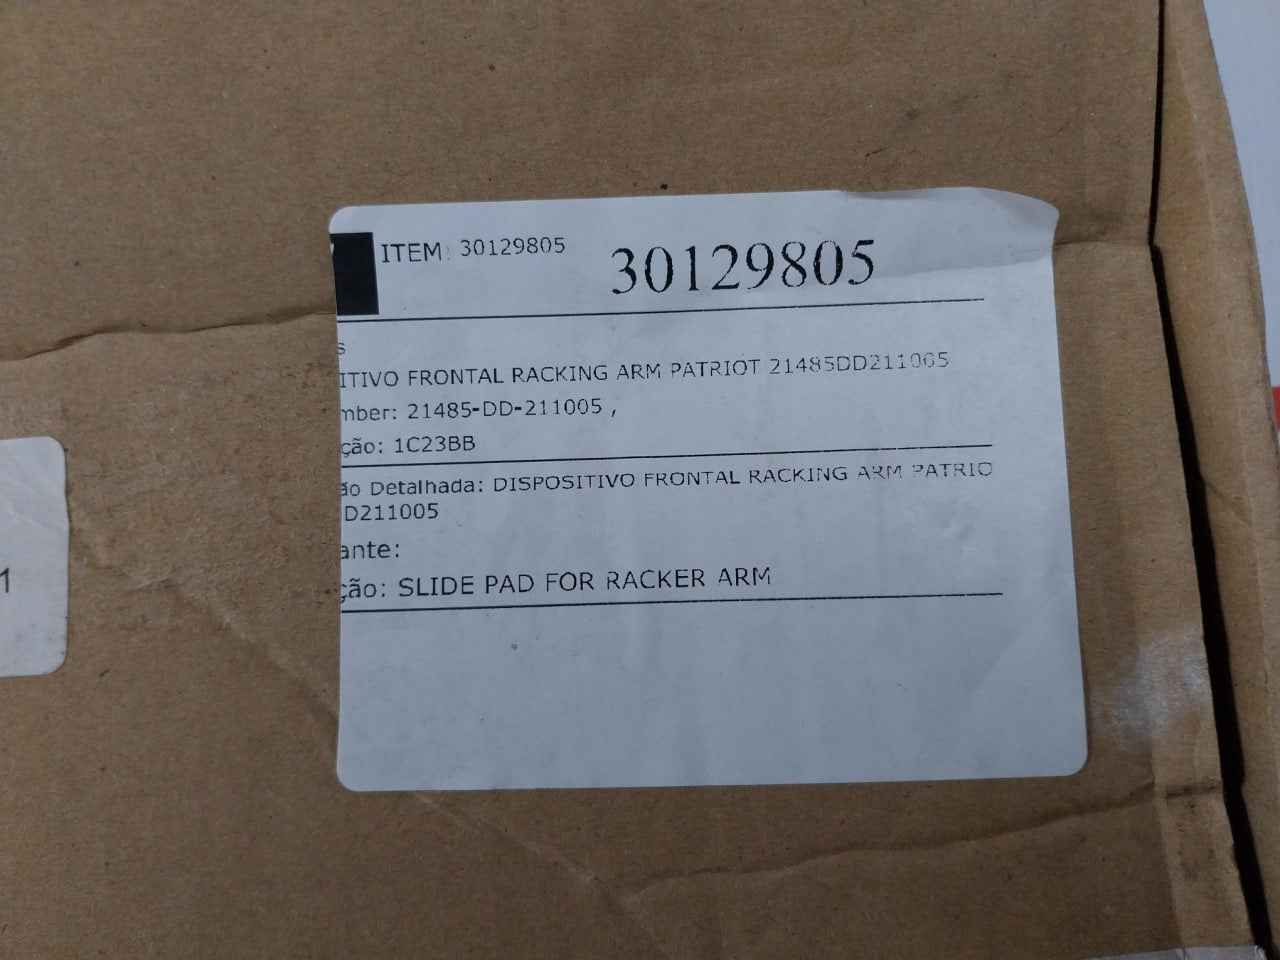 ITEM: 30129805
30129805
s
ITIVO FRONTAL RACKING ARM PATRIOT 21485DD211005
mber: 21485-DD-211005 ,
ção: 1C23BB
ão Detalhada: DISPOSITIVO FRONTAL RACKING ARM PATRIO
D211005
ante:
ção: SLIDE PAD FOR RACKER ARM
1